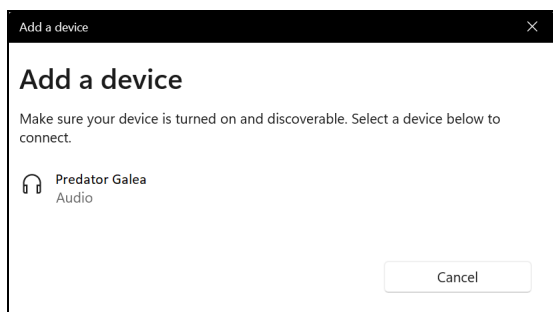 Add a device
Add a device
Make sure your device is turned on and discoverable. Select a device below to
connect.
Predator Galea
Audio
Cancel